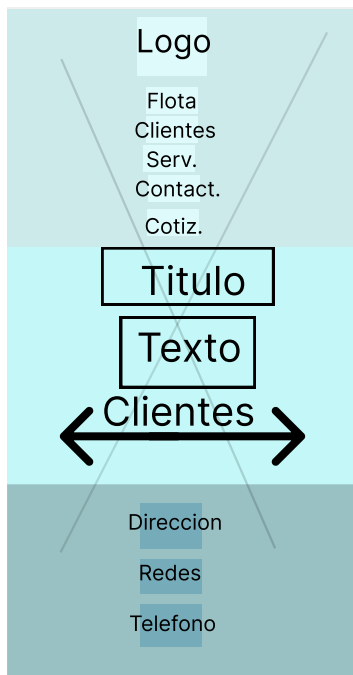 Logo
Flota
Clientes
Serv.
Contact.
Cotiz.
Titulo
Texto
Clientes
Direccion
Redes
Telefono